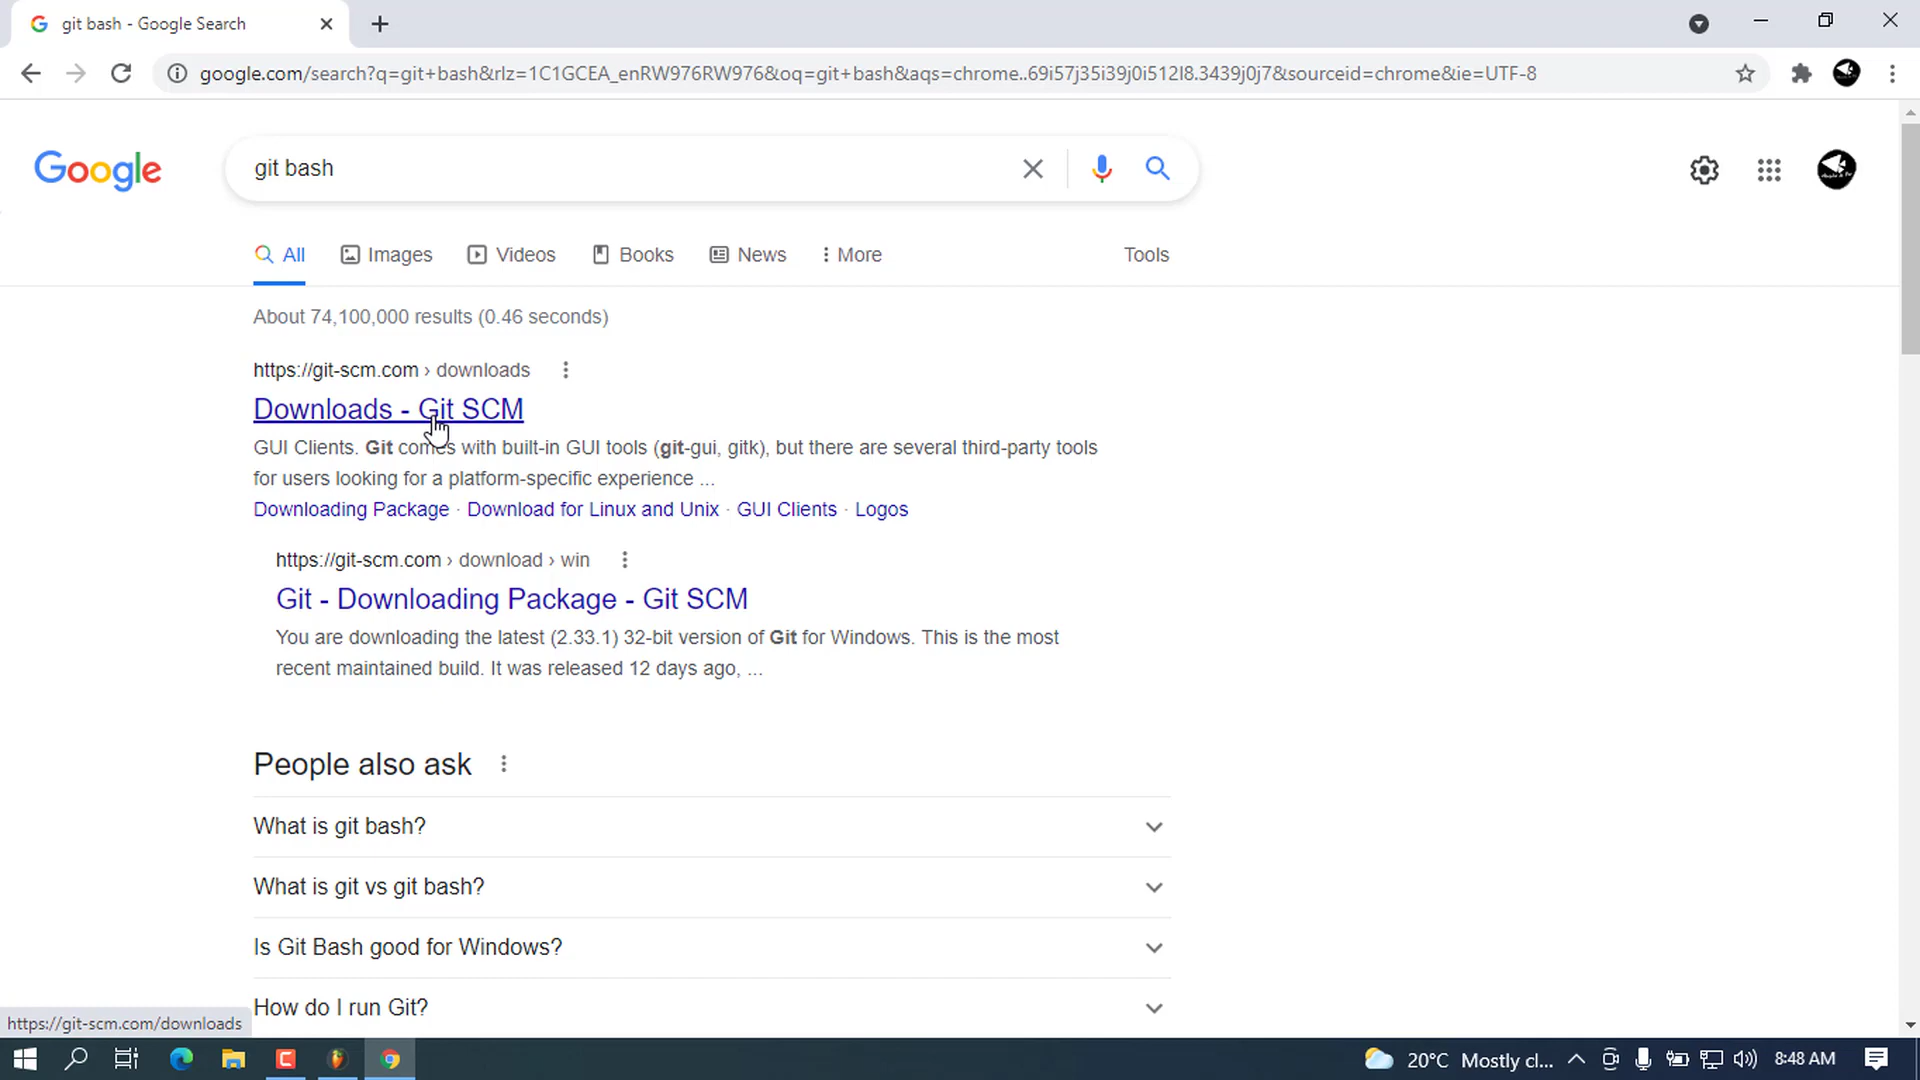 git bash - Google Search
google.com/search?q=git+bash&rlz=1C1GCEA_enRW976RW976&oq=git+bash&aqs=chrome..69i57j35i39j0i512l8.3439j0j7&sourceid=chrome&ie=UTF-8
Google
git bash
All Images Videos Books News More Tools
About 74,100,000 results (0.46 seconds)
https://git-scm.com › downloads
Downloads - Git SCM
GUI Clients. Git comes with built-in GUI tools (git-gui, gitk), but there are several third-party tools
for users looking for a platform-specific experience ...
Downloading Package · Download for Linux and Unix · GUI Clients · Logos
https://git-scm.com › download › win
Git - Downloading Package - Git SCM
You are downloading the latest (2.33.1) 32-bit version of Git for Windows. This is the most
recent maintained build. It was released 12 days ago, ...
People also ask
What is git bash?
What is git vs git bash?
Is Git Bash good for Windows?
How do I run Git?
https://git-scm.com/downloads
20°C Mostly cl... 8:48 AM